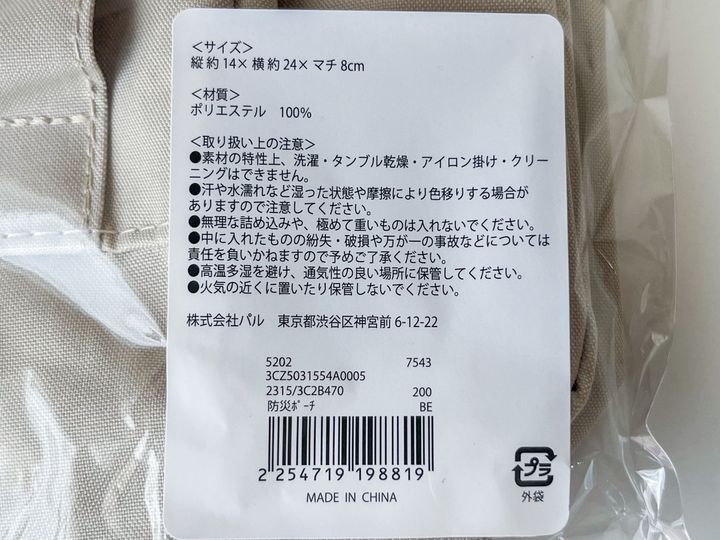 ＜サイズ＞
縦 約 14× 横 約 24× マチ 8cm
＜材質＞
ポリエステル　100%
＜取り扱い上の注意＞
●素材の特性上、洗濯・タンブル乾燥・アイロン掛け・クリー
ニングはできません。
●汗や水濡れなど湿った状態や摩擦により色移りする場合が
ありますので注意してください。
●無理な詰め込みや、極めて重いものは入れないでください。
●中に入れたものの紛失・破損や万が一の事故などについては
責任を負いかねますので予めご了承ください。
●高温多湿を避け、通気性の良い場所に保管してください。
●火気の近くに置いたり保管しないでください。
株式会社パル　東京都渋谷区神宮前 6-12-22
5202 7543
3CZ5031554A0005
2315/3C2B470 200
防災ﾎﾟｰﾁ BE
2 254719 198819
MADE IN CHINA
プラ
外袋